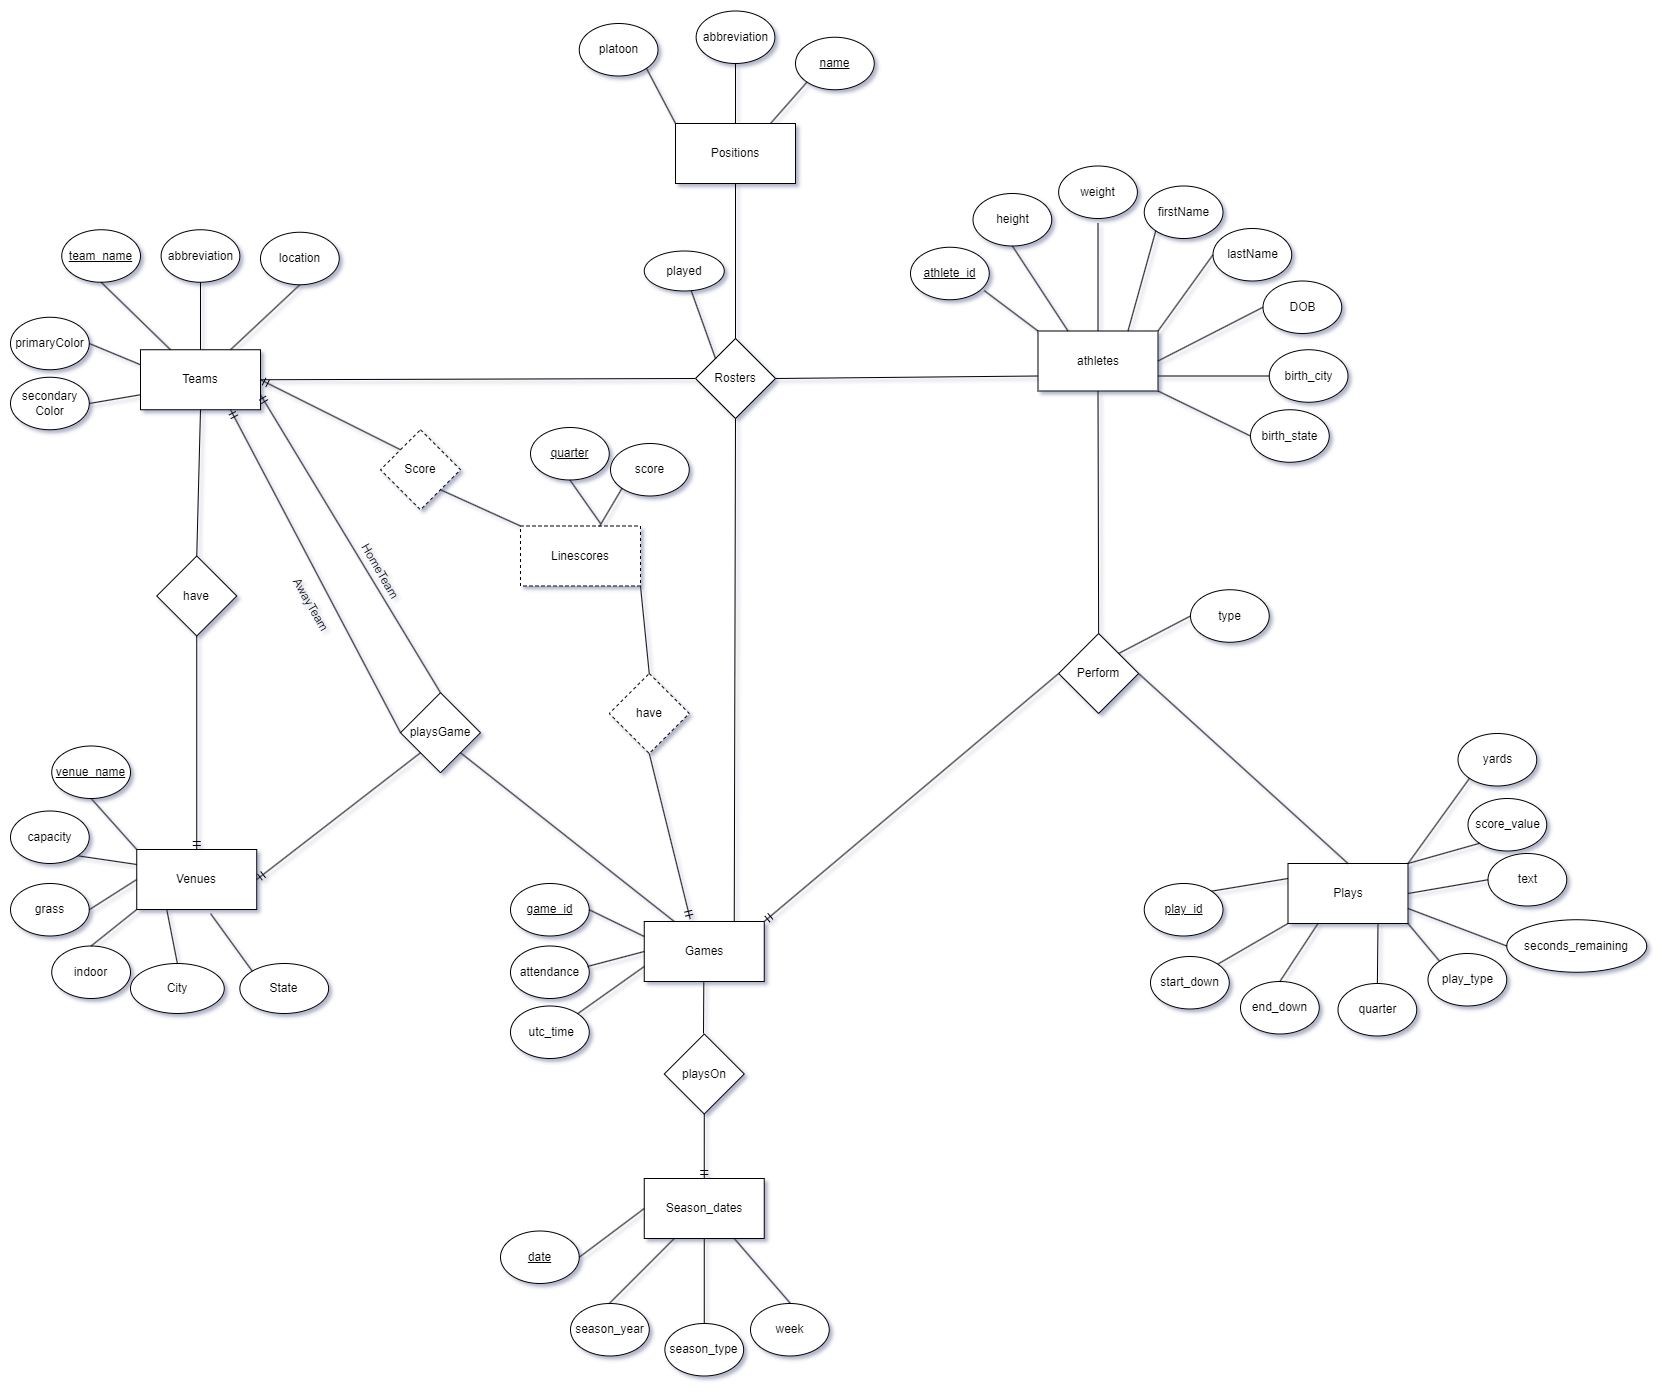 platoon
abbreviation
name
Positions
weight
firstName
height
lastName
athlete_id
DOB
athletes
birth_city
birth_state
team_name
abbreviation
location
primaryColor
Teams
secondary
Color
played
Rosters
Score
quarter
score
Linescores
HomeTeam
AwayTeam
have
type
Perform
have
playsGame
venue_name
capacity
Venues
grass
indoor
City
State
yards
score_value
text
Plays
play_id
seconds_remaining
start_down
play_type
end_down
quarter
game_id
Games
attendance
utc_time
playsOn
Season_dates
date
season_year
season_type
week